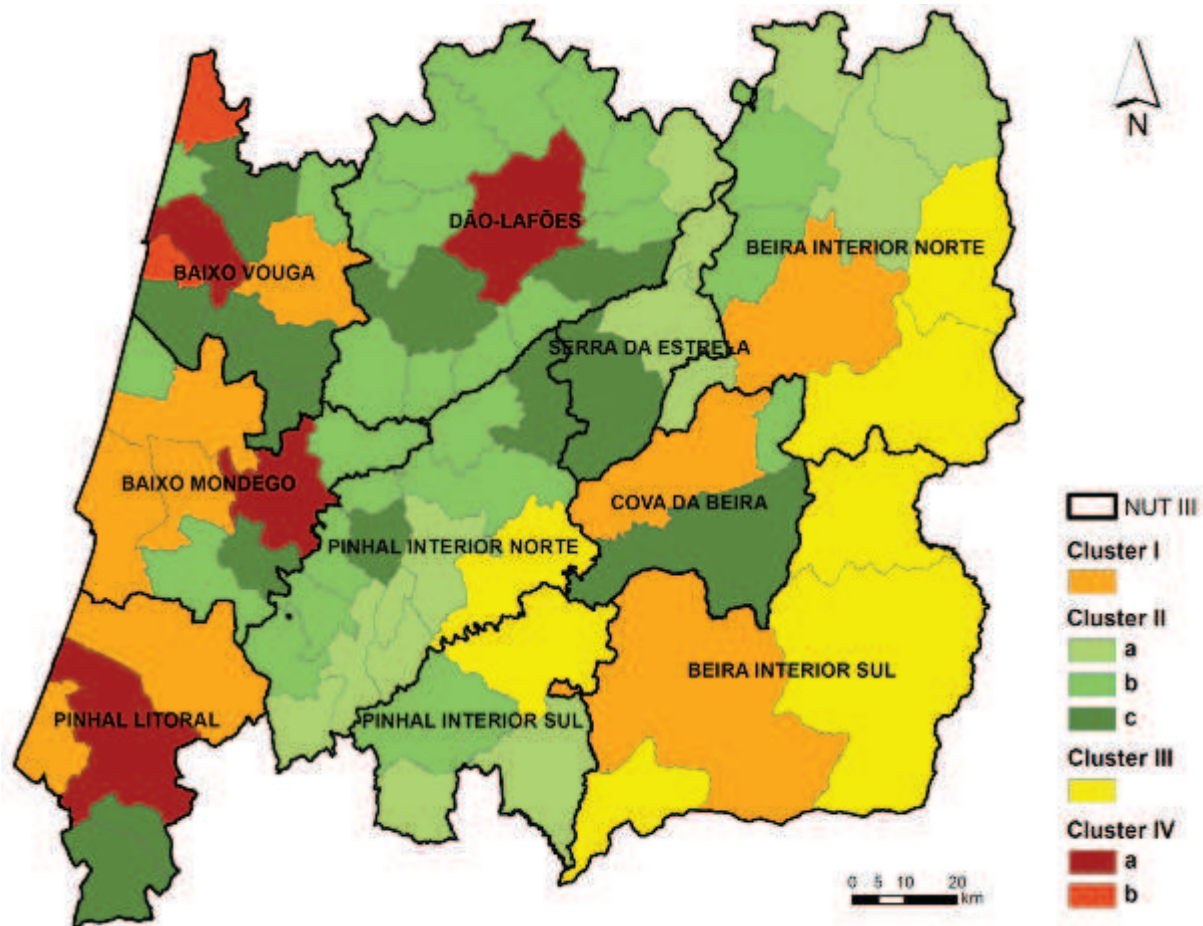 N
DÃO-LAFÕES
BAIXO VOUGA
BEIRA INTERIOR NORTE
SERRA DA ESTRELA
BAIXO MONDEGO
COVA DA BEIRA
PINHAL INTERIOR NORTE
BEIRA INTERIOR SUL
PINHAL LITORAL
PINHAL INTERIOR SUL
NUT III
Cluster I
Cluster II
a
b
c
Cluster III
Cluster IV
a
b
0 5 10 20
km